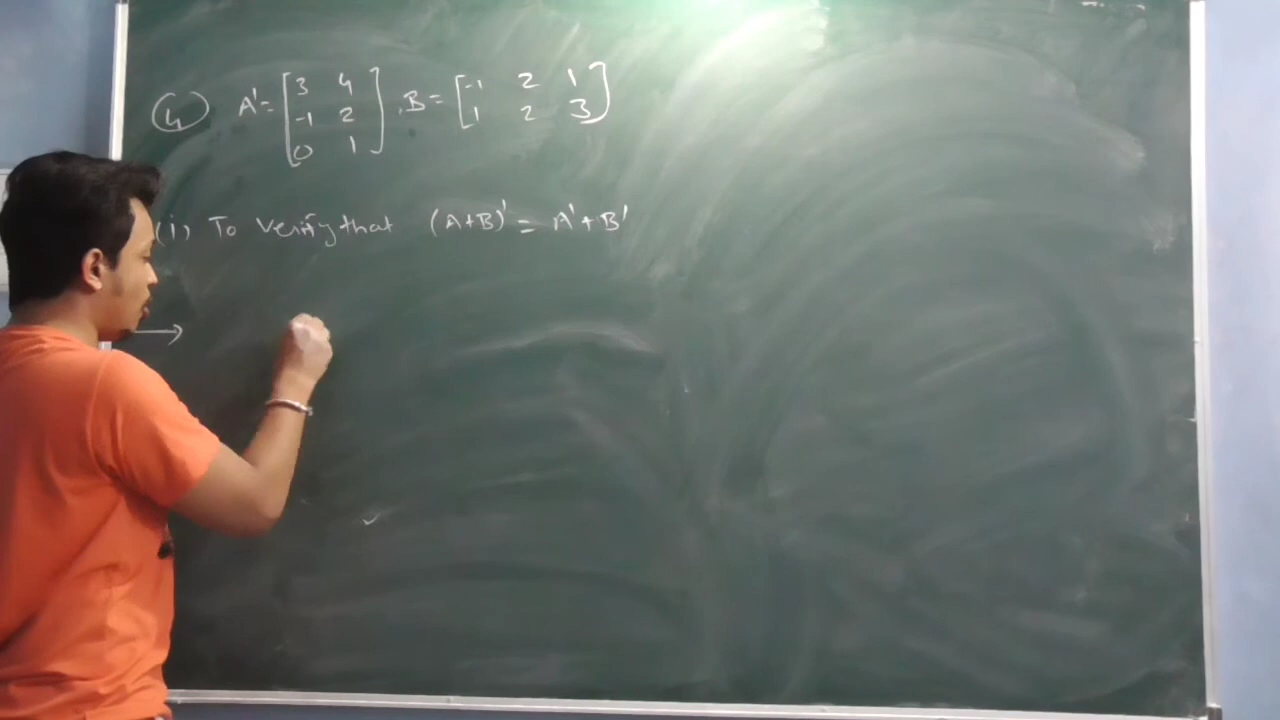 (4) A' = [3 4 -1 2 0 1] , B = [-1 2 1 1 2 3]
(i) To Verify that (A+B)' = A' + B'
→